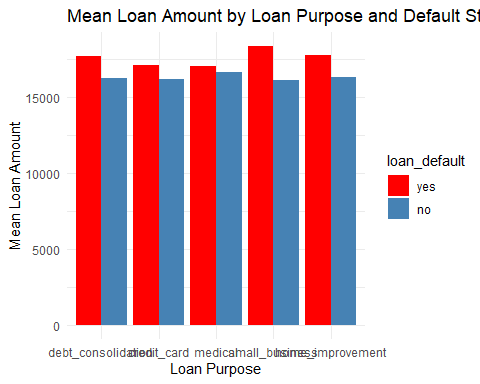 Mean Loan Amount by Loan Purpose and Default St
Mean Loan Amount
15000
10000
5000
0
debt_consolidation credit_card medical small_business home_improvement
Loan Purpose
loan_default
yes
no